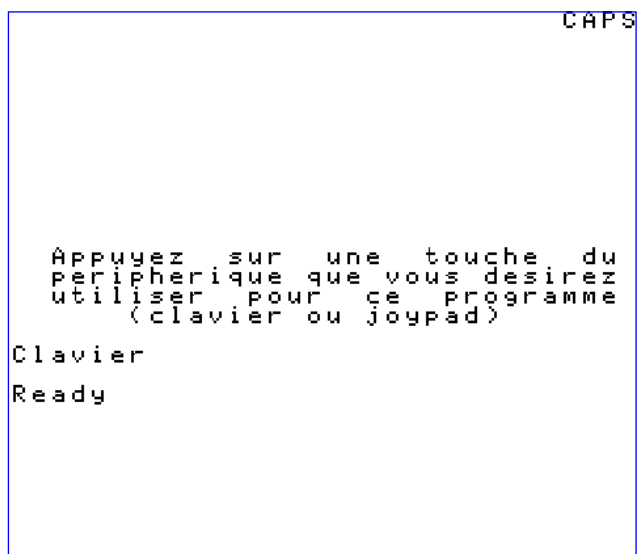 CAPS
Appuyez sur une touche du
peripherique que vous desirez
utiliser pour ce programme
(clavier ou joypad)
Clavier
Ready